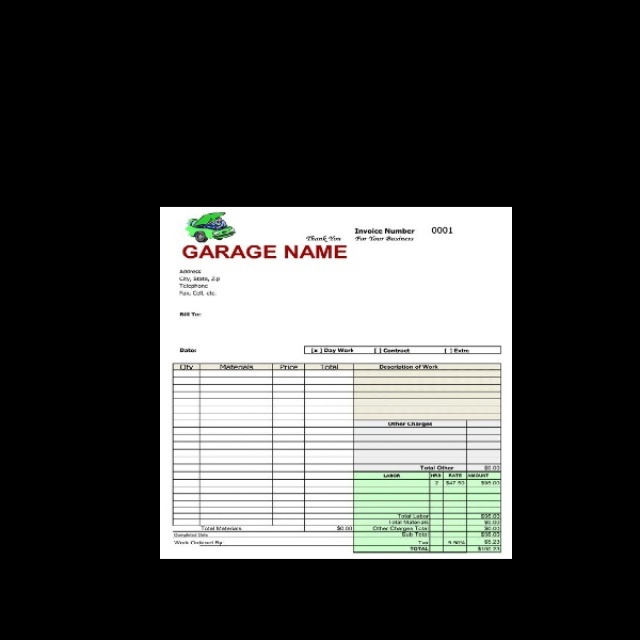 Invoice Number 0001
Thank You For Your Business
GARAGE NAME
Address
City, State, Zip
Telephone
Fax, Cell, etc.
Bill To:
Date: [x] Day Work [ ] Contract [ ] Extra
Qty Materials Price Total Description of Work
Other Charges
Total Other $0.00
LABOR HRS RATE AMOUNT
2 $47.50 $95.00
Total Labor $95.00
Total Materials $0.00
Total Materials $0.00 Other Charges Total $0.00
Completed Date Sub Total $95.00
Work Ordered By: Tax 5.50% $5.23
TOTAL $100.23